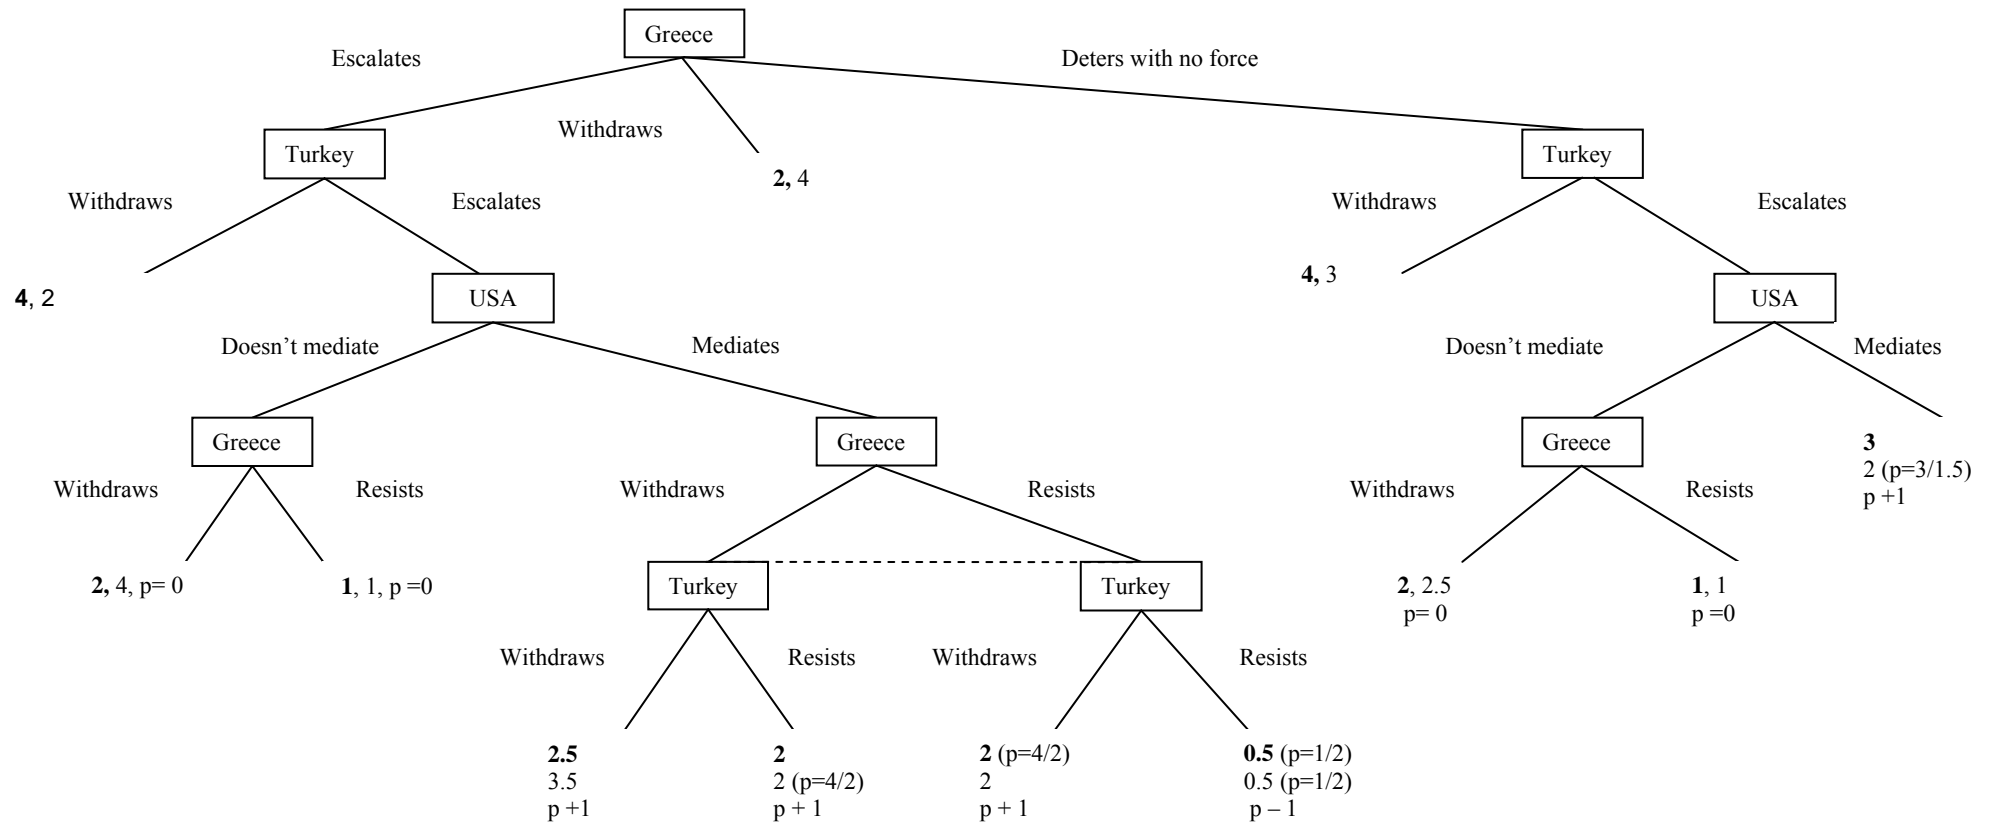 Greece
Escalates
Deters with no force
Withdraws
Turkey
Turkey
2, 4
Withdraws
Escalates
Withdraws
Escalates
4, 2
USA
4, 3
USA
Doesn’t mediate
Mediates
Doesn’t mediate
Mediates
Greece
Greece
Greece
3
2 (p=3/1.5)
p +1
Withdraws
Resists
Withdraws
Resists
Withdraws
Resists
2, 4, p= 0
1, 1, p =0
Turkey
Turkey
2, 2.5
p= 0
1, 1
p =0
Withdraws
Resists
Withdraws
Resists
2.5
3.5
p +1
2
2 (p=4/2)
p + 1
2 (p=4/2)
2
p + 1
0.5 (p=1/2)
0.5 (p=1/2)
p – 1